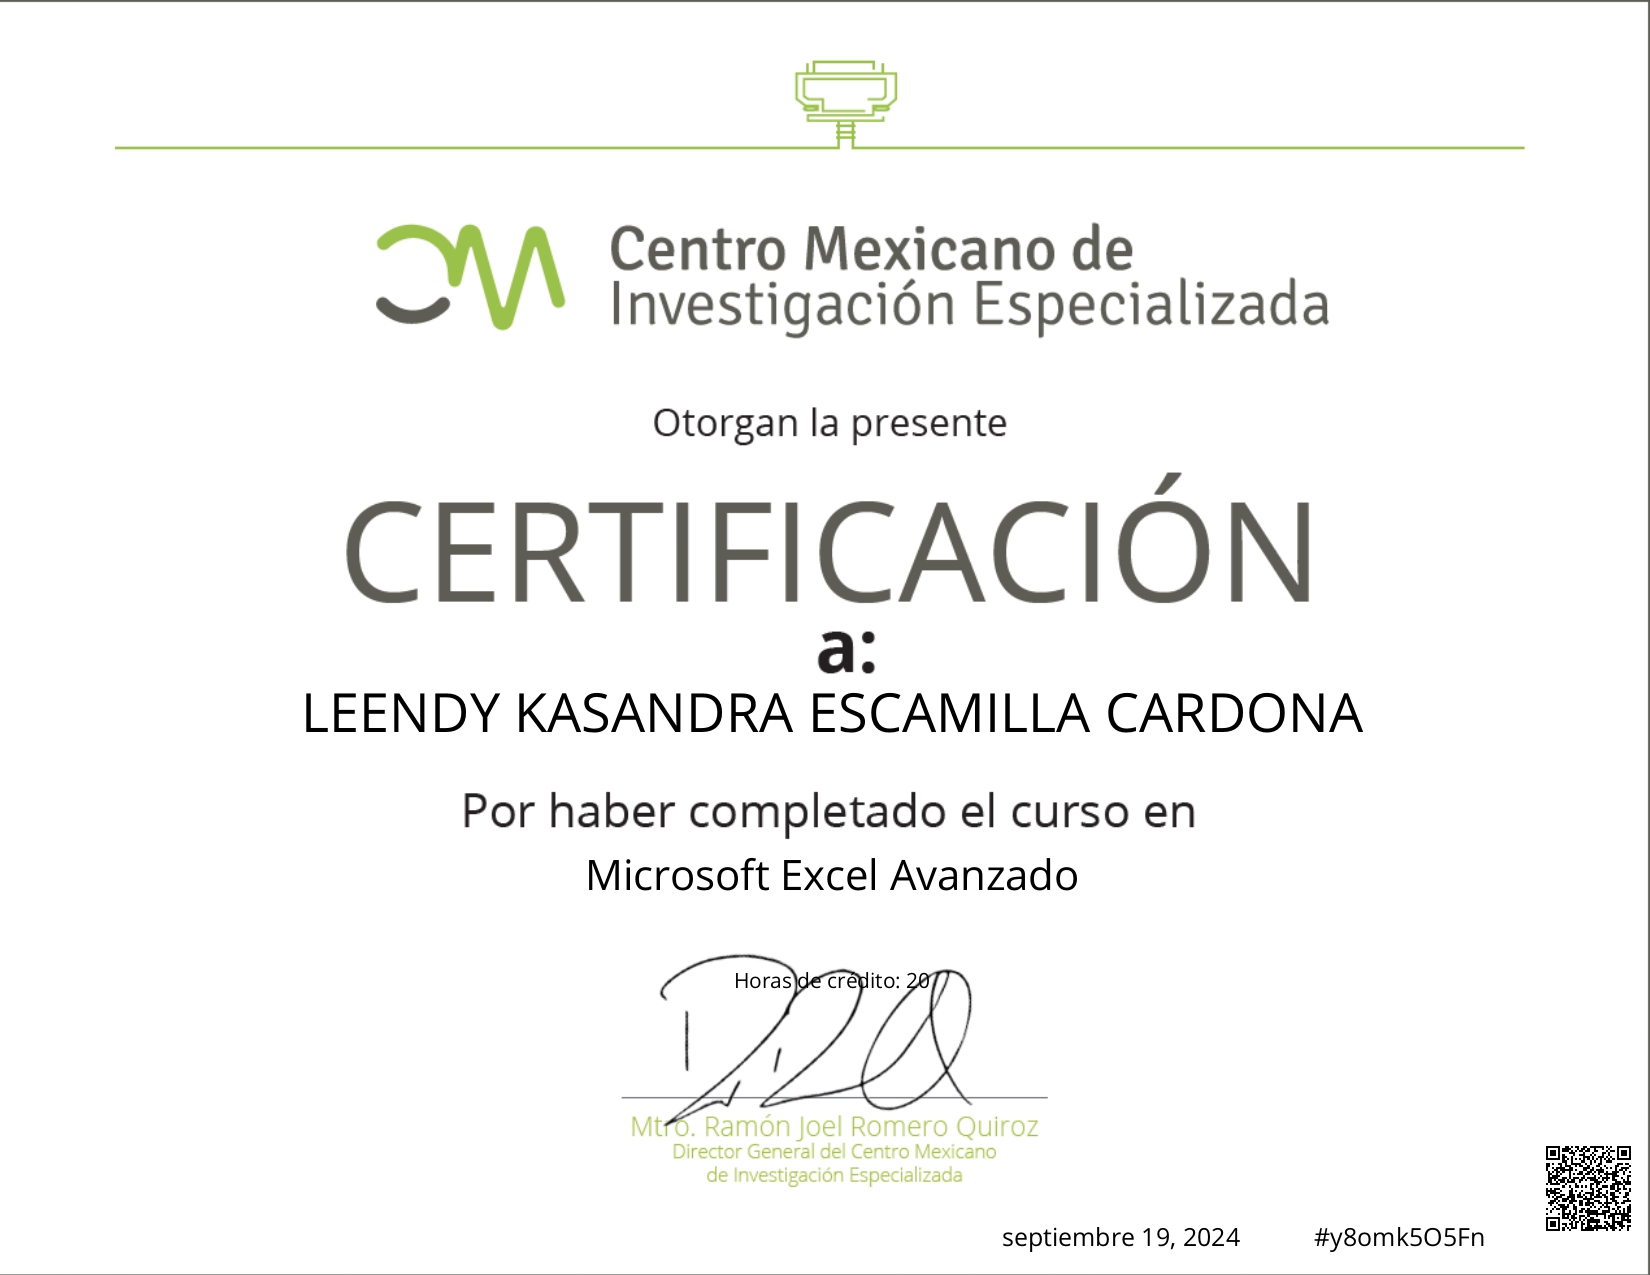 Centro Mexicano de
Investigación Especializada
Otorgan la presente
CERTIFICACIÓN
a:
LEENDY KASANDRA ESCAMILLA CARDONA
Por haber completado el curso en
Microsoft Excel Avanzado
Horas de crédito: 20
Mtro. Ramón Joel Romero Quiroz
Director General del Centro Mexicano
de Investigación Especializada
septiembre 19, 2024 #y8omk5O5Fn